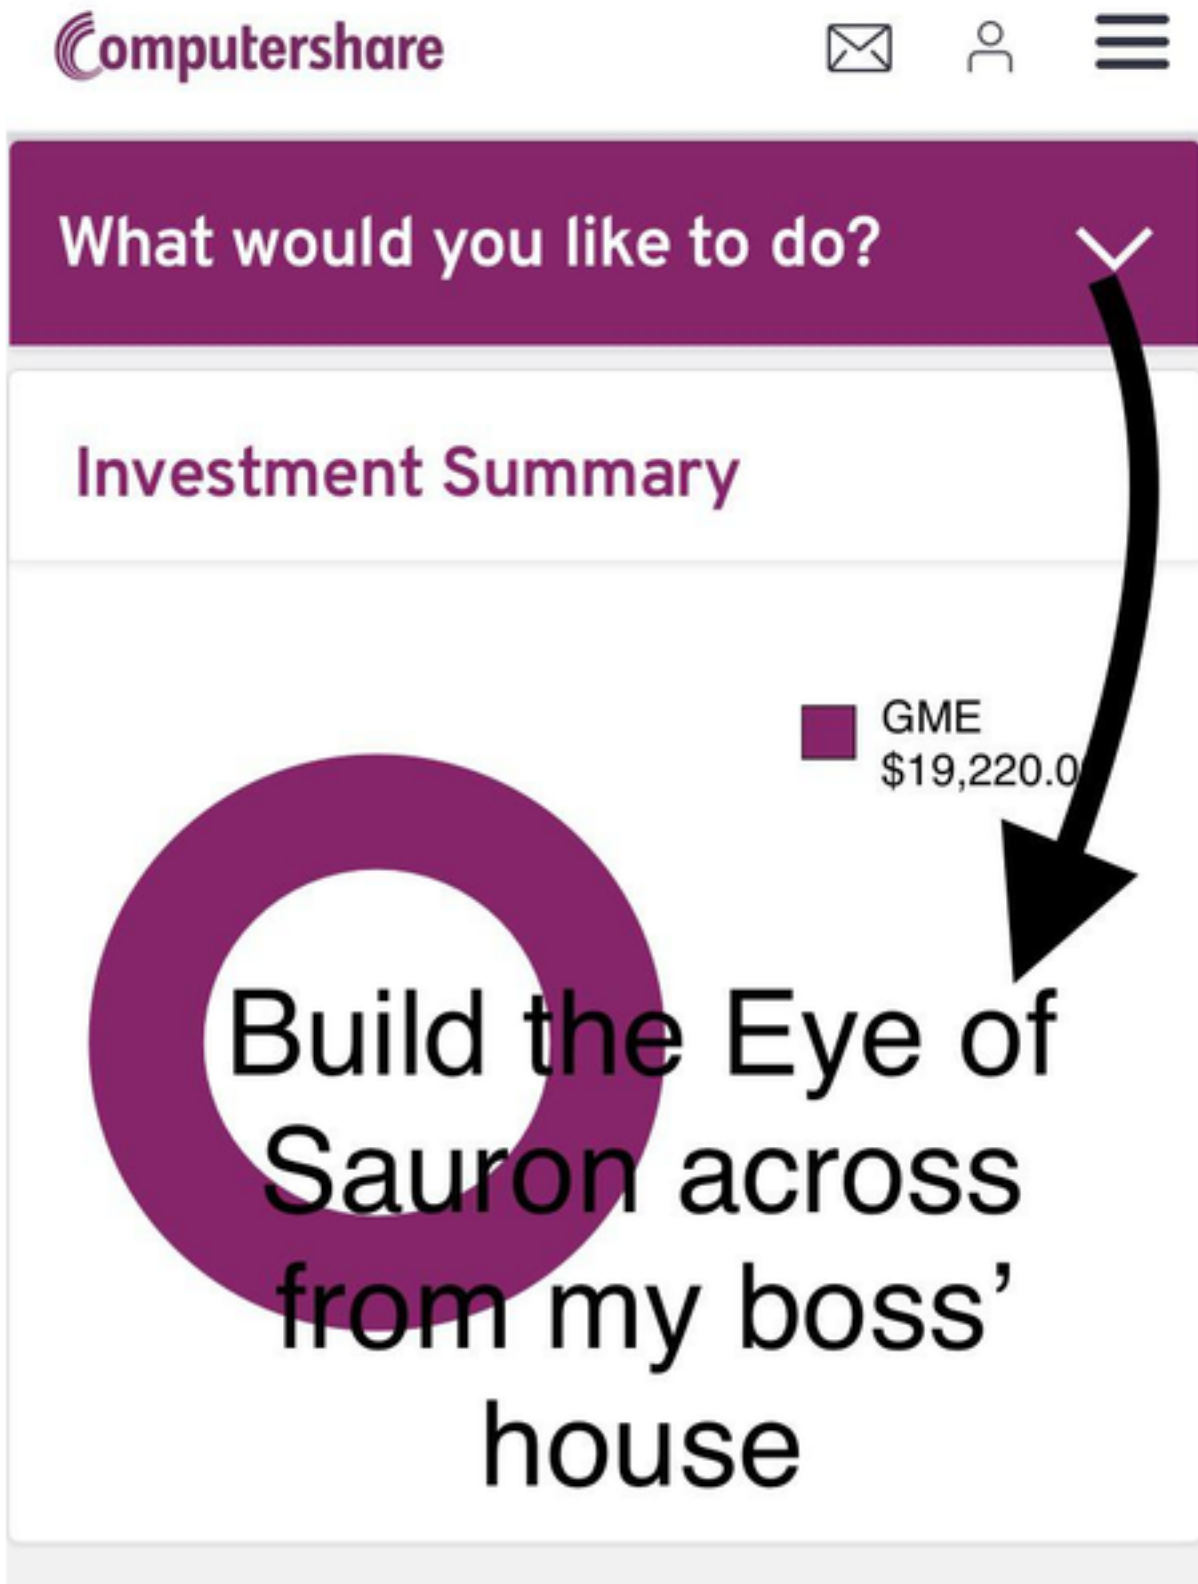 Computershare
What would you like to do?
Investment Summary
GME
$19,220.0
Build the Eye of
Sauron across
from my boss’
house